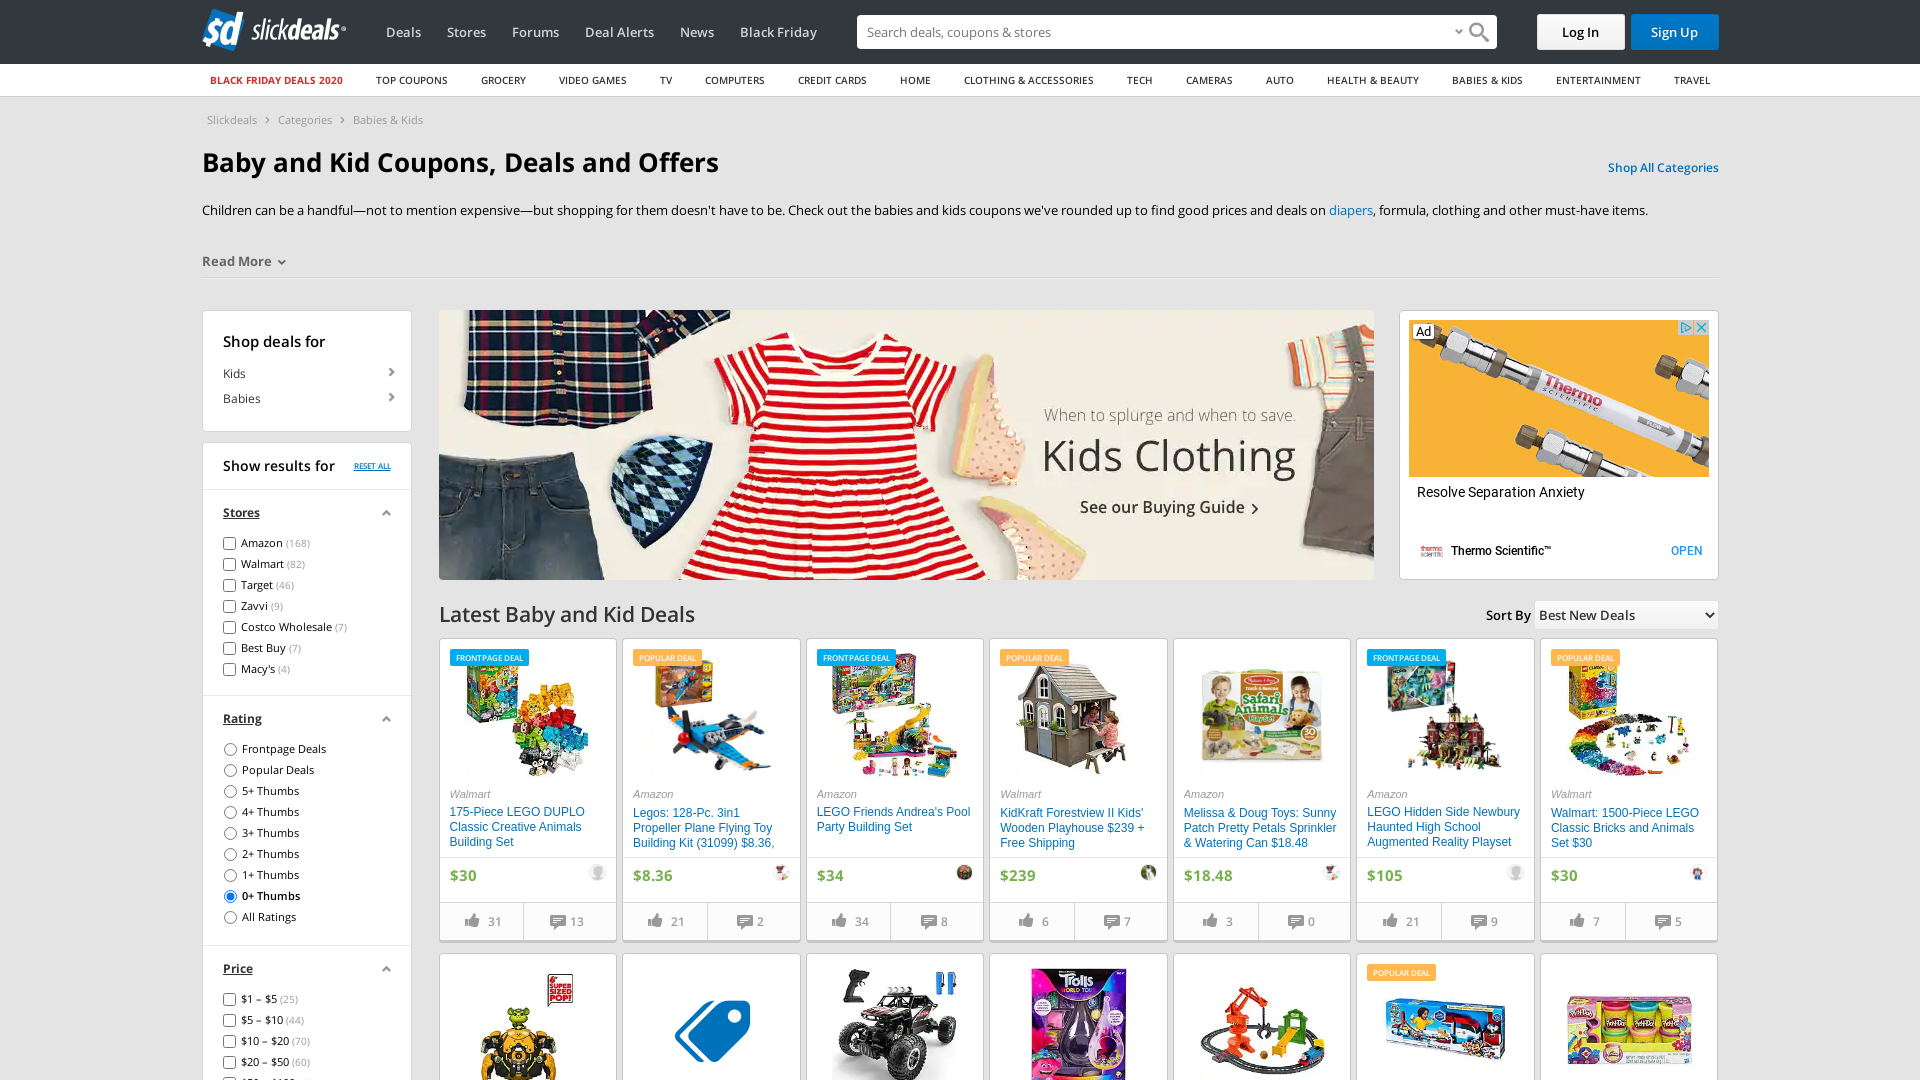 sd slickdeals
Deals
Stores
Forums
Deal Alerts
News
Black Friday
Search deals, coupons & stores
Log In
Sign Up
BLACK FRIDAY DEALS 2020
TOP COUPONS
GROCERY
VIDEO GAMES
TV
COMPUTERS
CREDIT CARDS
HOME
CLOTHING & ACCESSORIES
TECH
CAMERAS
AUTO
HEALTH & BEAUTY
BABIES & KIDS
ENTERTAINMENT
TRAVEL
Slickdeals > Categories > Babies & Kids
Baby and Kid Coupons, Deals and Offers
Shop All Categories
Children can be a handful—not to mention expensive—but shopping for them doesn't have to be. Check out the babies and kids coupons we've rounded up to find good prices and deals on diapers, formula, clothing and other must-have items.
Read More
Shop deals for
Kids
Babies
Show results for
RESET ALL
Stores
Amazon (168)
Walmart (82)
Target (46)
Zavvi (9)
Costco Wholesale (7)
Best Buy (7)
Macy's (4)
Rating
Frontpage Deals
Popular Deals
5+ Thumbs
4+ Thumbs
3+ Thumbs
2+ Thumbs
1+ Thumbs
0+ Thumbs
All Ratings
Price
$1 – $5 (25)
$5 – $10 (44)
$10 – $20 (70)
$20 – $50 (60)
When to splurge and when to save.
Kids Clothing
See our Buying Guide
Ad
Thermo
SCIENTIFIC
FLOW
Resolve Separation Anxiety
thermo
scientific
Thermo Scientific™
OPEN
Latest Baby and Kid Deals
Sort By
Best New Deals
FRONTPAGE DEAL
Walmart
175-Piece LEGO DUPLO
Classic Creative Animals
Building Set
$30
31
13
POPULAR DEAL
Amazon
Legos: 128-Pc. 3in1
Propeller Plane Flying Toy
Building Kit (31099) $8.36,
$8.36
21
2
FRONTPAGE DEAL
Amazon
LEGO Friends Andrea's Pool
Party Building Set
$34
34
8
POPULAR DEAL
Walmart
KidKraft Forestview II Kids'
Wooden Playhouse $239 +
Free Shipping
$239
6
7
Safari
Animals
Play Set
30
Amazon
Melissa & Doug Toys: Sunny
Patch Pretty Petals Sprinkler
& Watering Can $18.48
$18.48
3
0
FRONTPAGE DEAL
Amazon
LEGO Hidden Side Newbury
Haunted High School
Augmented Reality Playset
$105
21
9
POPULAR DEAL
Walmart
Walmart: 1500-Piece LEGO
Classic Bricks and Animals
Set $30
$30
7
5
6"
SUPER
SIZED
POP!
Trolls
WORLD TOUR
POPULAR DEAL
Play-Doh